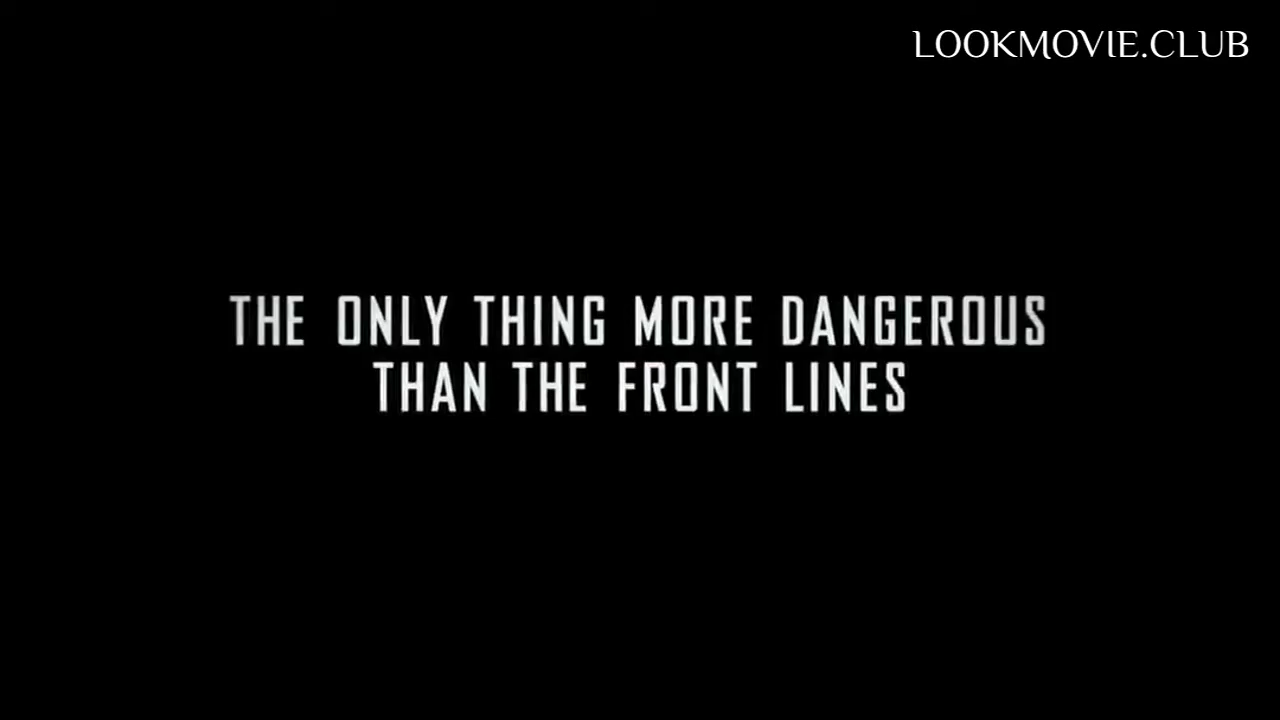 LOOKMOVIE.CLUB
THE ONLY THING MORE DANGEROUS
THAN THE FRONT LINES